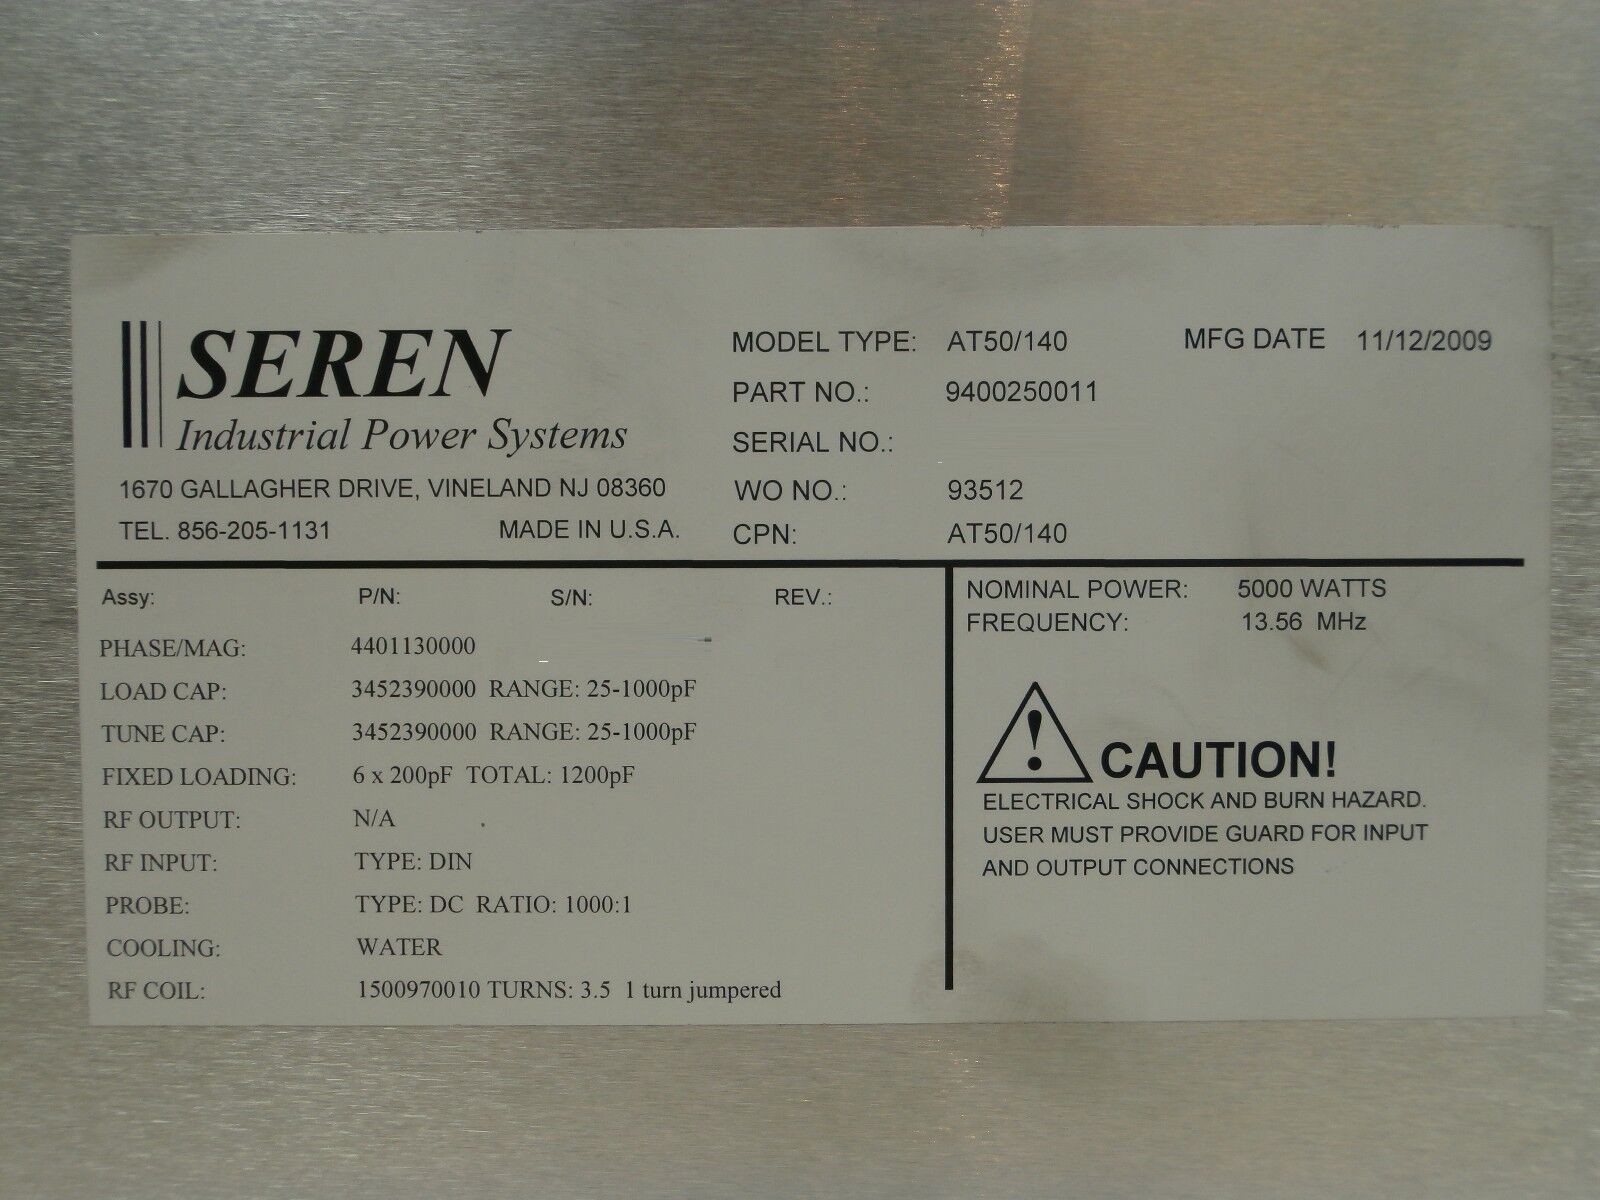 SEREN
Industrial Power Systems
1670 GALLAGHER DRIVE, VINELAND NJ 08360
TEL. 856-205-1131 MADE IN U.S.A.
MODEL TYPE: AT50/140 MFG DATE 11/12/2009
PART NO.: 9400250011
SERIAL NO.:
WO NO.: 93512
CPN: AT50/140
Assy: P/N: S/N: REV.:
PHASE/MAG: 4401130000
LOAD CAP: 3452390000 RANGE: 25-1000pF
TUNE CAP: 3452390000 RANGE: 25-1000pF
FIXED LOADING: 6 x 200pF TOTAL: 1200pF
RF OUTPUT: N/A
RF INPUT: TYPE: DIN
PROBE: TYPE: DC RATIO: 1000:1
COOLING: WATER
RF COIL: 1500970010 TURNS: 3.5 1 turn jumpered
NOMINAL POWER: 5000 WATTS
FREQUENCY: 13.56 MHz
! CAUTION!
ELECTRICAL SHOCK AND BURN HAZARD.
USER MUST PROVIDE GUARD FOR INPUT
AND OUTPUT CONNECTIONS